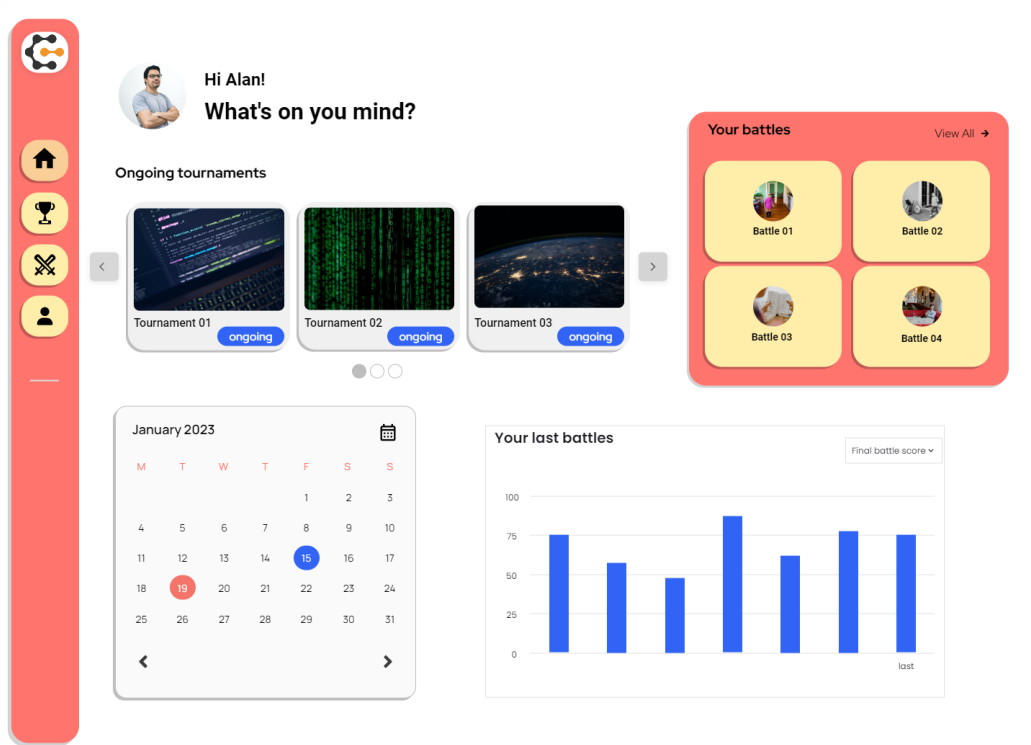 Hi Alan!
What's on you mind?
Ongoing tournaments
Tournament 01
ongoing
Tournament 02
ongoing
Tournament 03
ongoing
Your battles
View All
Battle 01
Battle 02
Battle 03
Battle 04
January 2023
M T W T F S S
1 2 3
4 5 6 7 8 9 10
11 12 13 14 15 16 17
18 19 20 21 22 23 24
25 26 27 28 29 30 31
Your last battles
Final battle score
100
75
50
25
0
last